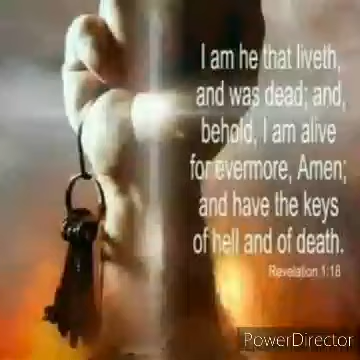 I am he that liveth,
and was dead; and,
behold, I am alive
for evermore, Amen;
and have the keys
of hell and of death.
Revelation 1:18
PowerDirector